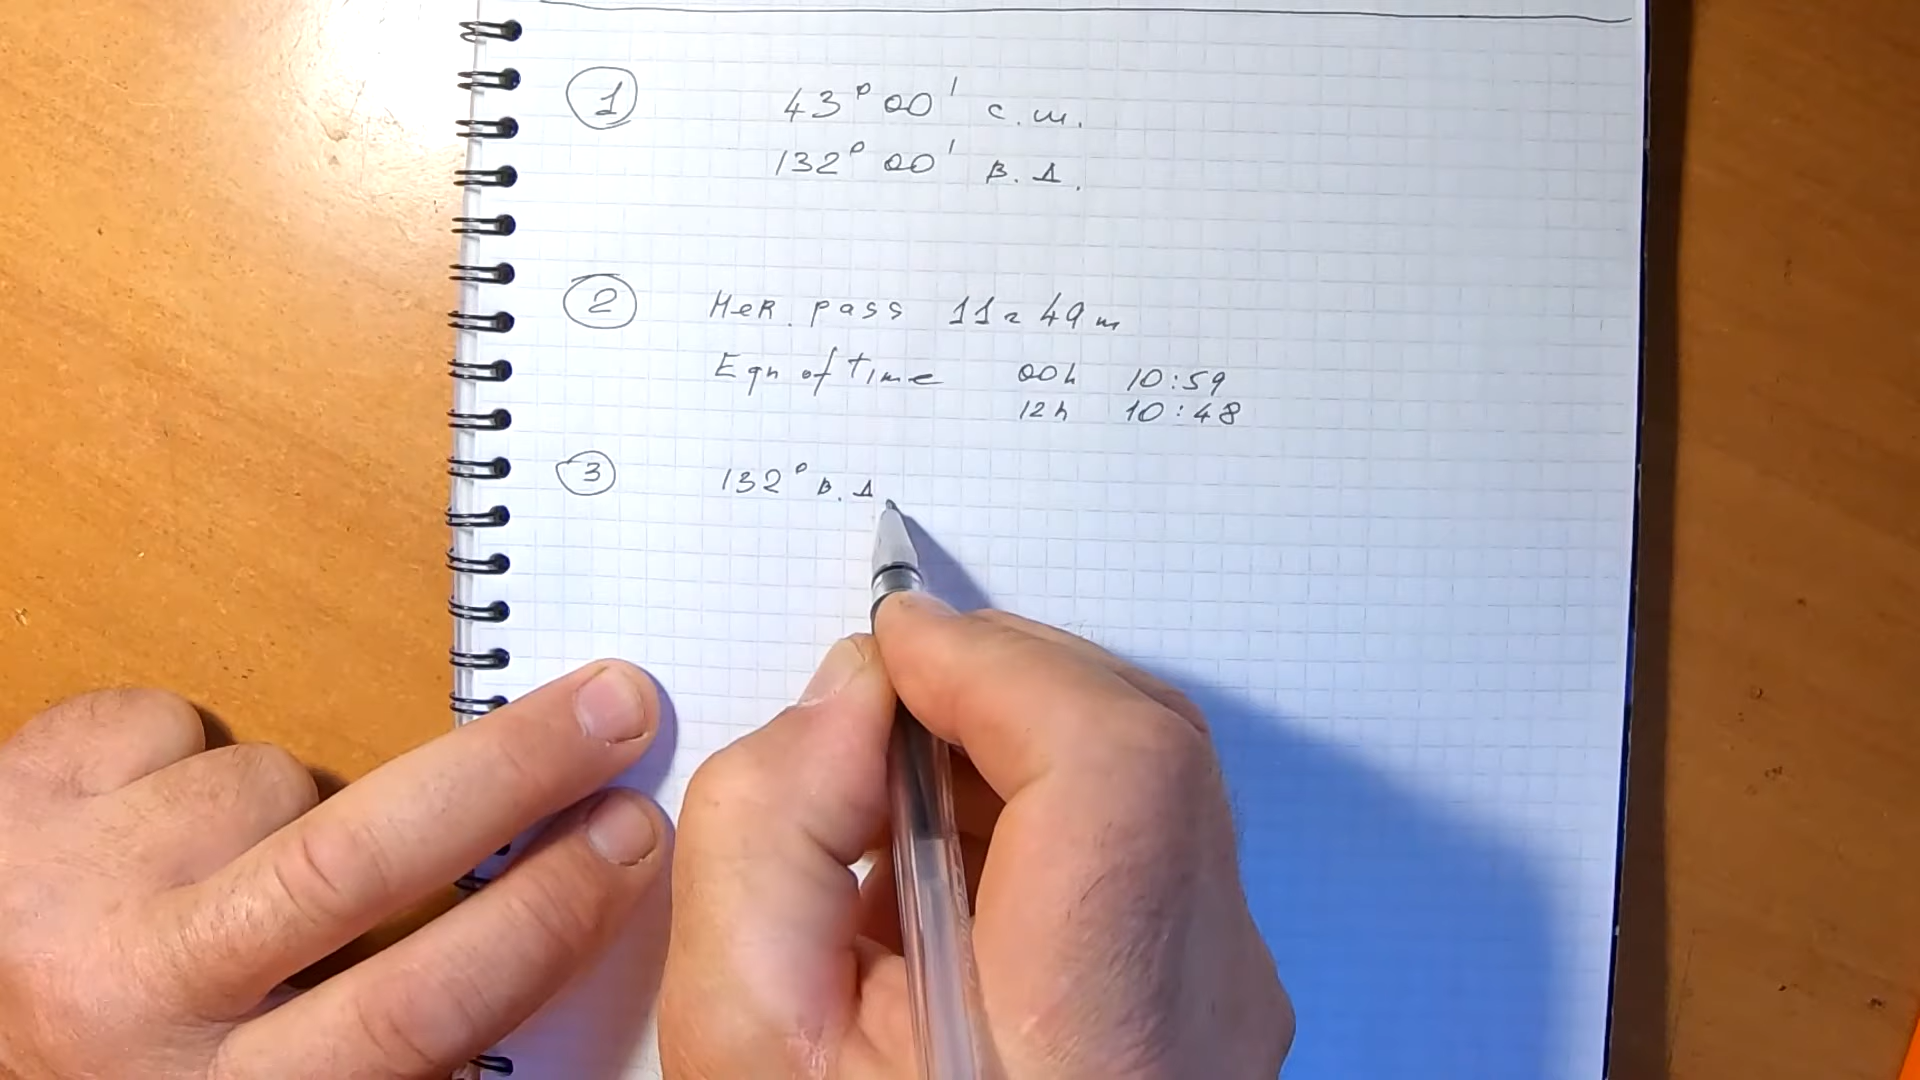 1 43° 00' с.ш.
132° 00' в.д.
2 Mer. pass 11ч 49м
Eqn of time 00h 10:59
12h 10:48
3 132° в.д.